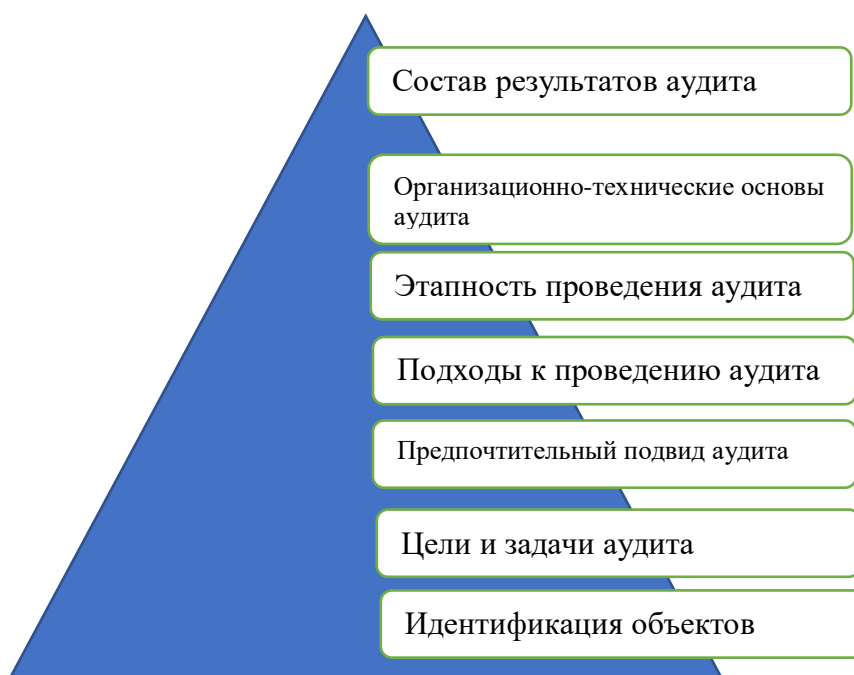 Состав результатов аудита
Организационно-технические основы
аудита
Этапность проведения аудита
Подходы к проведению аудита
Предпочтительный подвид аудита
Цели и задачи аудита
Идентификация объектов